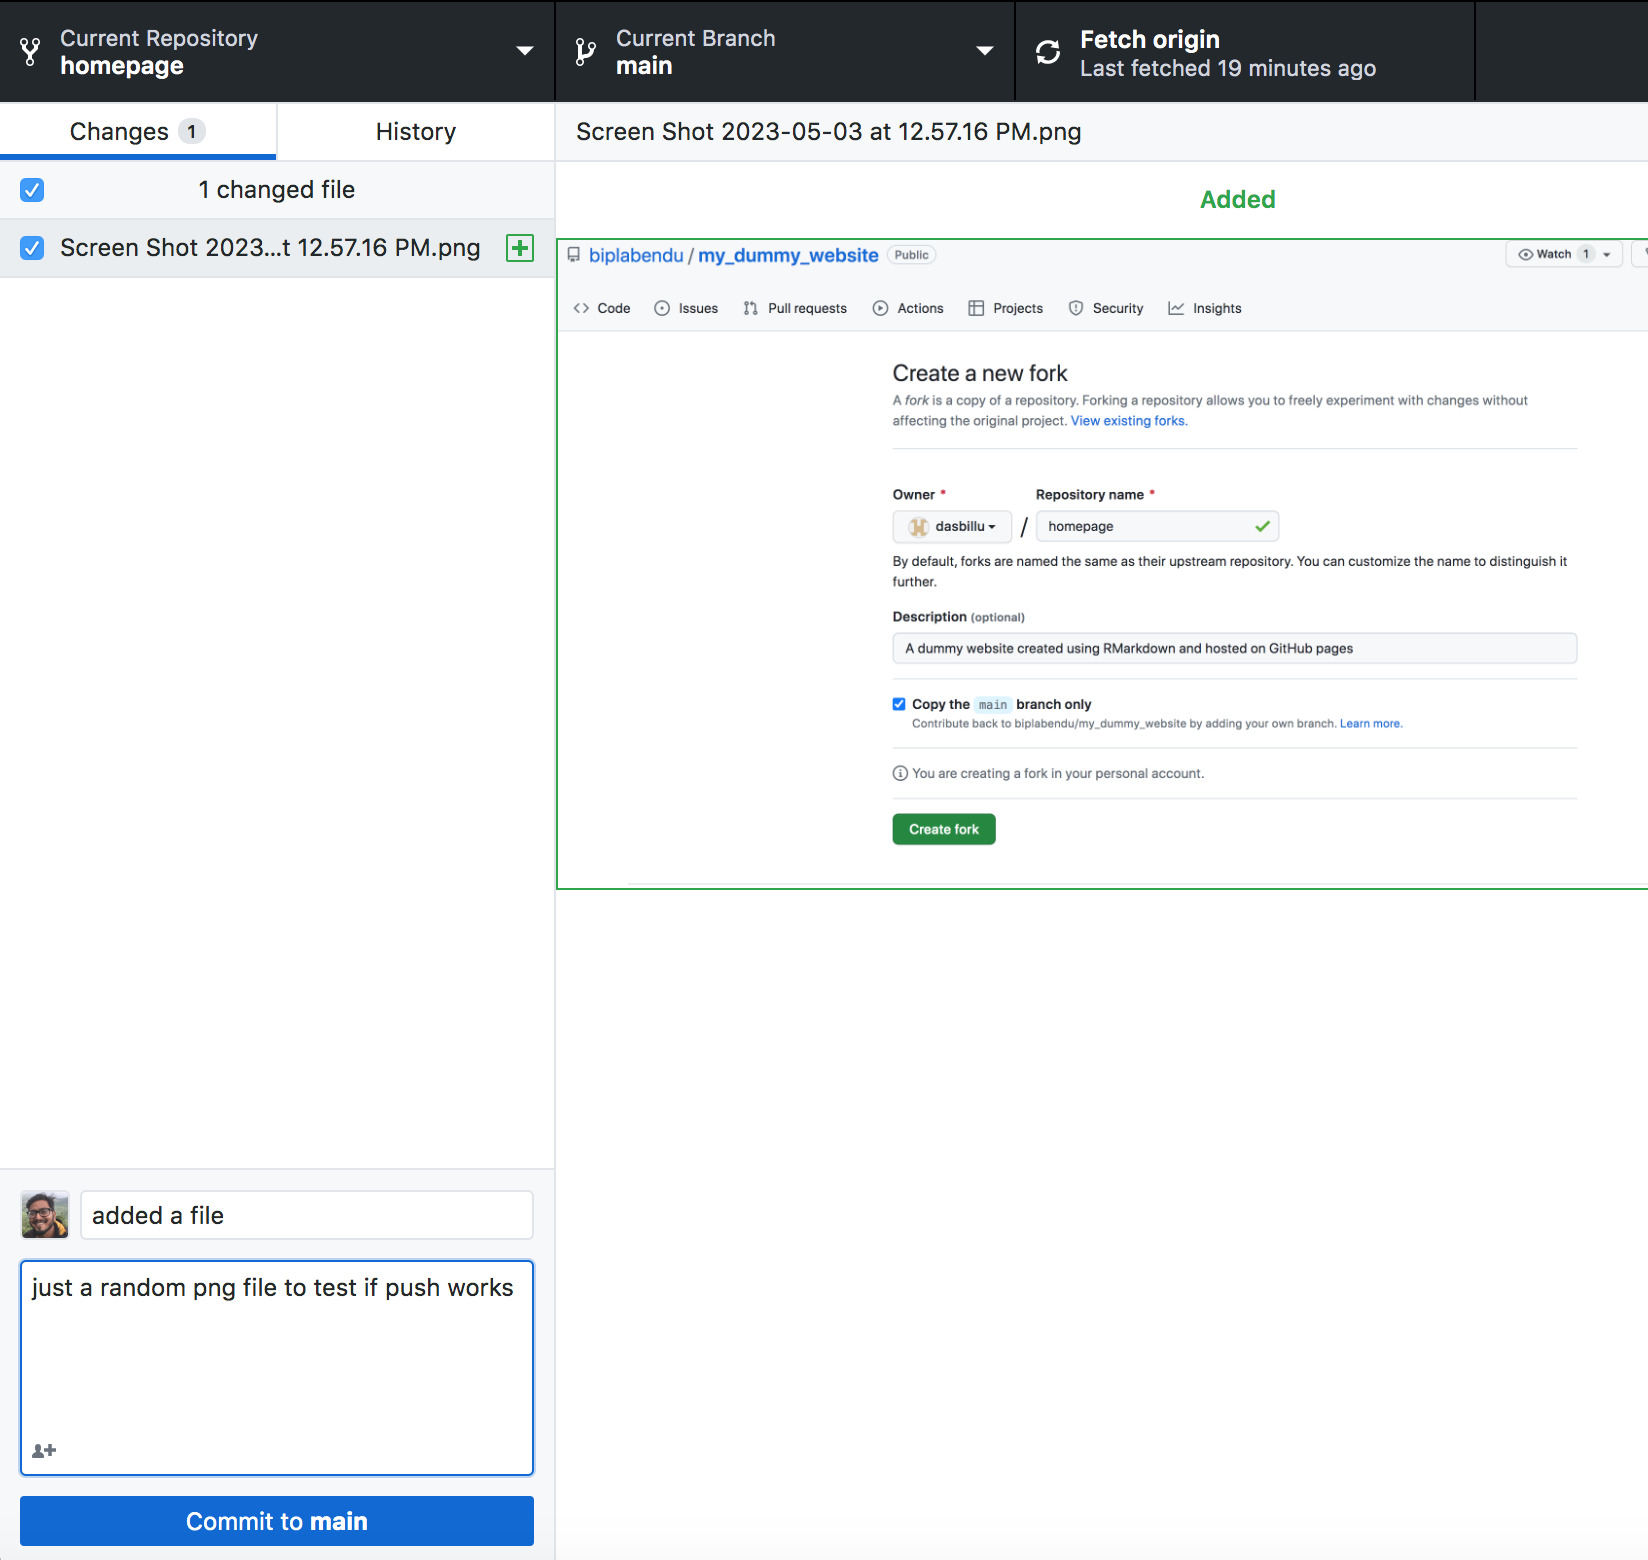 Current Repository
homepage
Current Branch
main
Fetch origin
Last fetched 19 minutes ago
Changes 1
History
Screen Shot 2023-05-03 at 12.57.16 PM.png
1 changed file
Screen Shot 2023...t 12.57.16 PM.png
Added
biplabendu / my_dummy_website Public
Watch 1
Code Issues Pull requests Actions Projects Security Insights
Create a new fork
A fork is a copy of a repository. Forking a repository allows you to freely experiment with changes without
affecting the original project. View existing forks.
Owner * Repository name *
dasbillu / homepage
By default, forks are named the same as their upstream repository. You can customize the name to distinguish it
further.
Description (optional)
A dummy website created using RMarkdown and hosted on GitHub pages
Copy the main branch only
Contribute back to biplabendu/my_dummy_website by adding your own branch. Learn more.
You are creating a fork in your personal account.
Create fork
added a file
just a random png file to test if push works
Commit to main